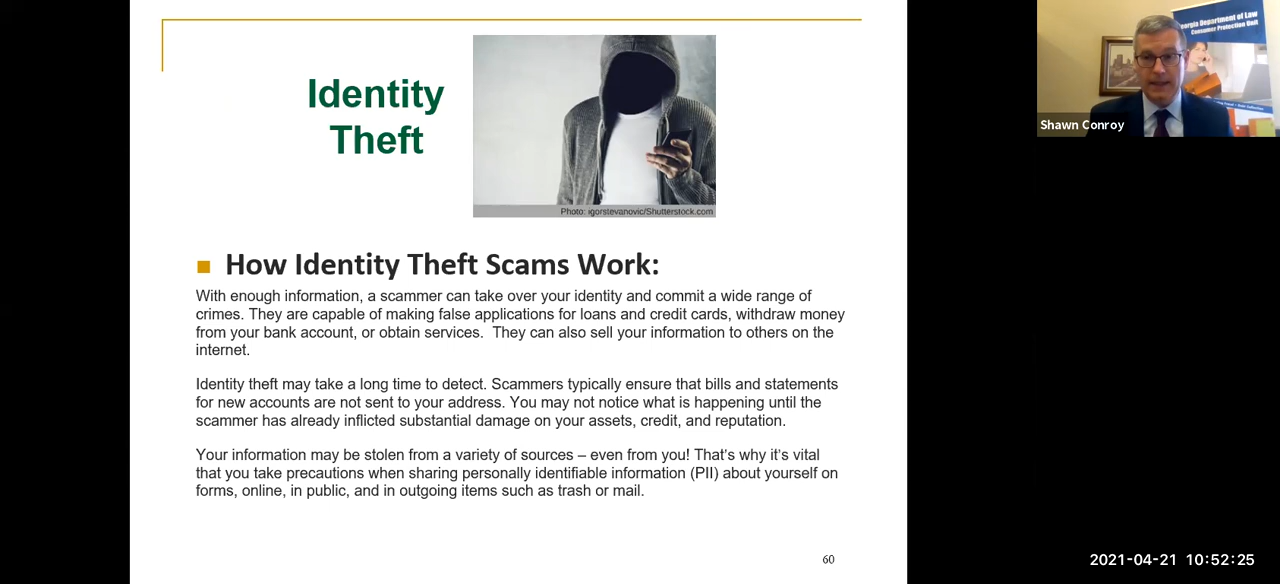 Identity
Theft
Photo: igorstevanovic/Shutterstock.com
How Identity Theft Scams Work:
With enough information, a scammer can take over your identity and commit a wide range of
crimes. They are capable of making false applications for loans and credit cards, withdraw money
from your bank account, or obtain services.  They can also sell your information to others on the
internet.
Identity theft may take a long time to detect. Scammers typically ensure that bills and statements
for new accounts are not sent to your address. You may not notice what is happening until the
scammer has already inflicted substantial damage on your assets, credit, and reputation.
Your information may be stolen from a variety of sources – even from you! That's why it's vital
that you take precautions when sharing personally identifiable information (PII) about yourself on
forms, online, in public, and in outgoing items such as trash or mail.
60
Georgia Department of Law
Consumer Protection Unit
Shawn Conroy
2021-04-21 10:52:25